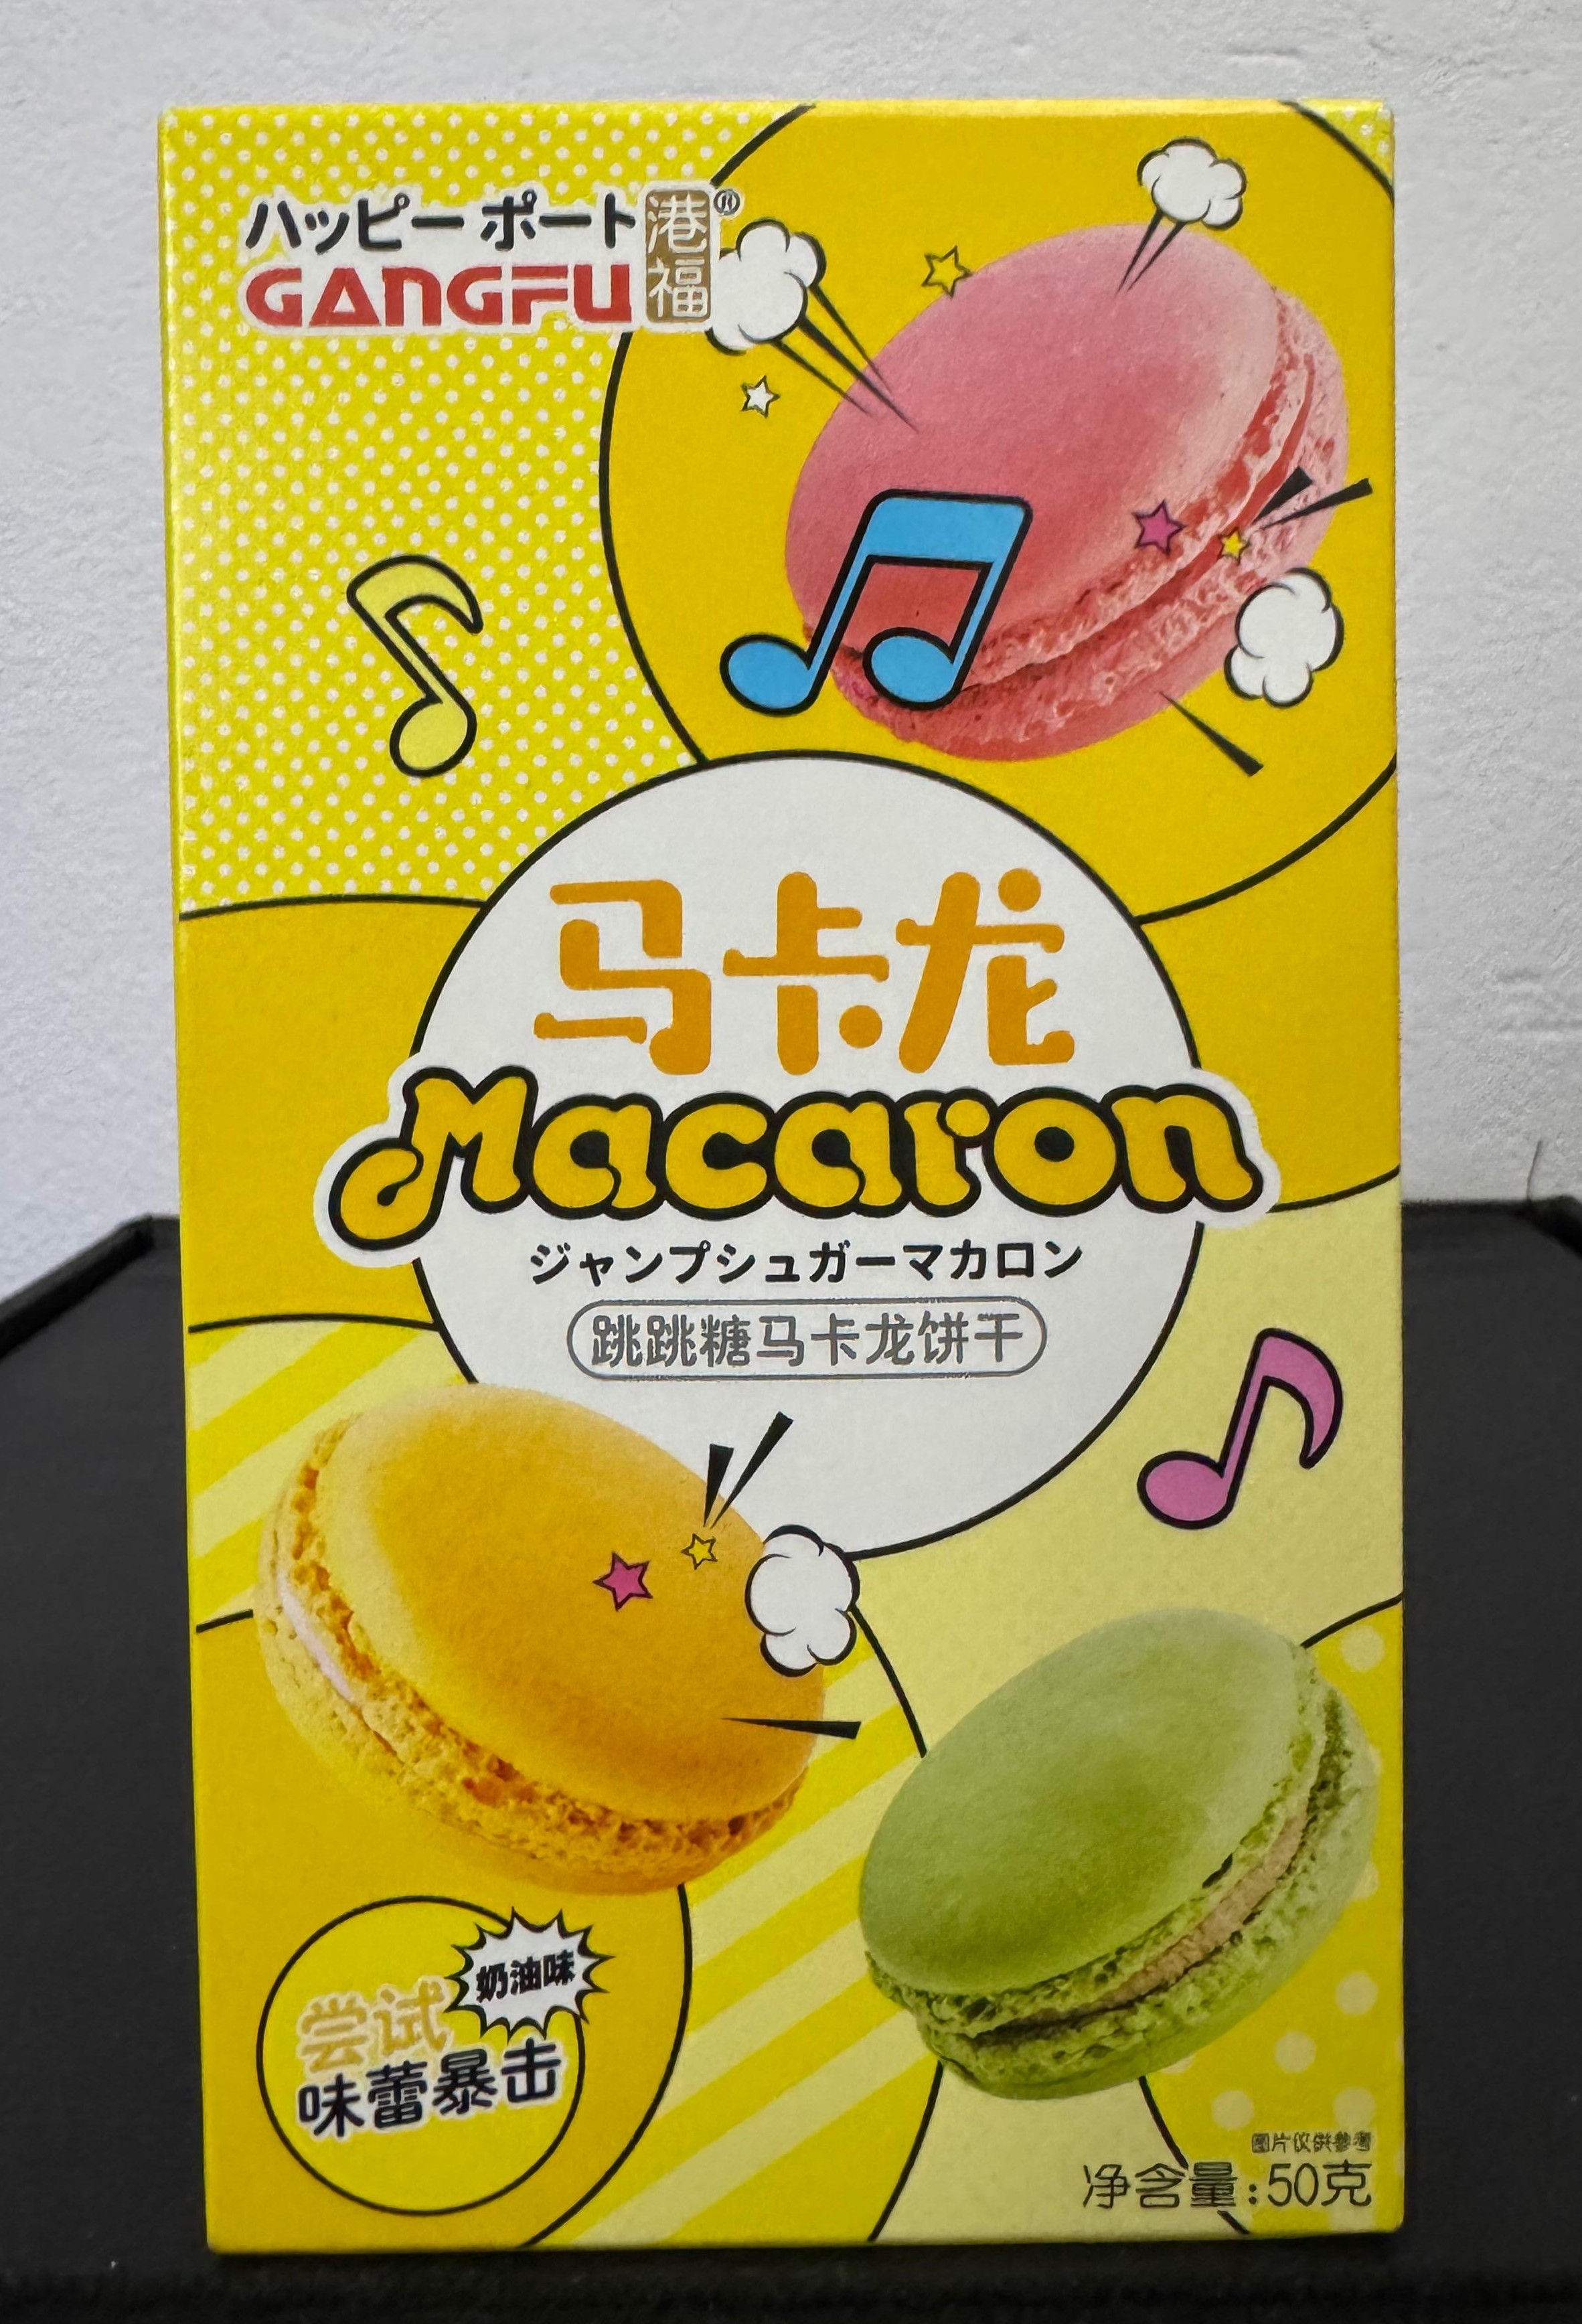 ハッピーポート
GANGFU
港福®
马卡龙
Macaron
ジャンプシュガーマカロン
跳跳糖马卡龙饼干
奶油味
尝试
味蕾暴击
圖片仅供參考
净含量:50克